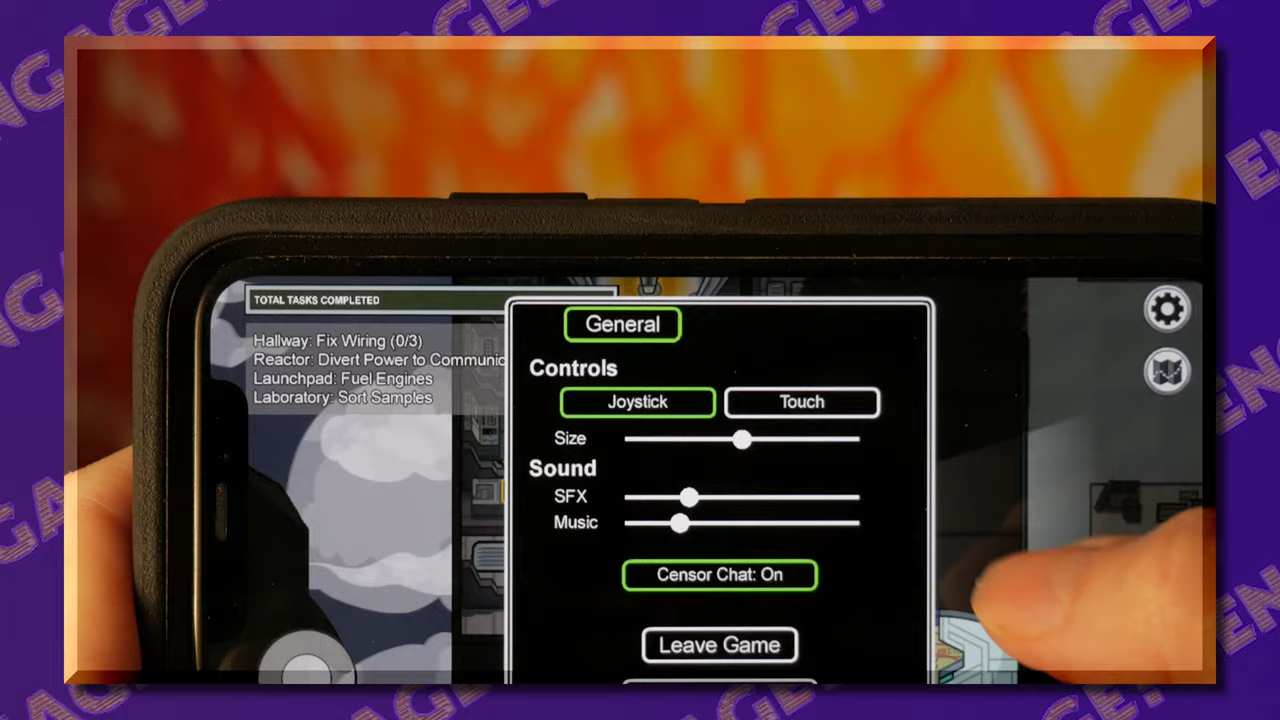 TOTAL TASKS COMPLETED
Hallway: Fix Wiring (0/3)
Reactor: Divert Power to Communic
Launchpad: Fuel Engines
Laboratory: Sort Samples
General
Controls
Joystick
Touch
Size
Sound
SFX
Music
Censor Chat: On
Leave Game